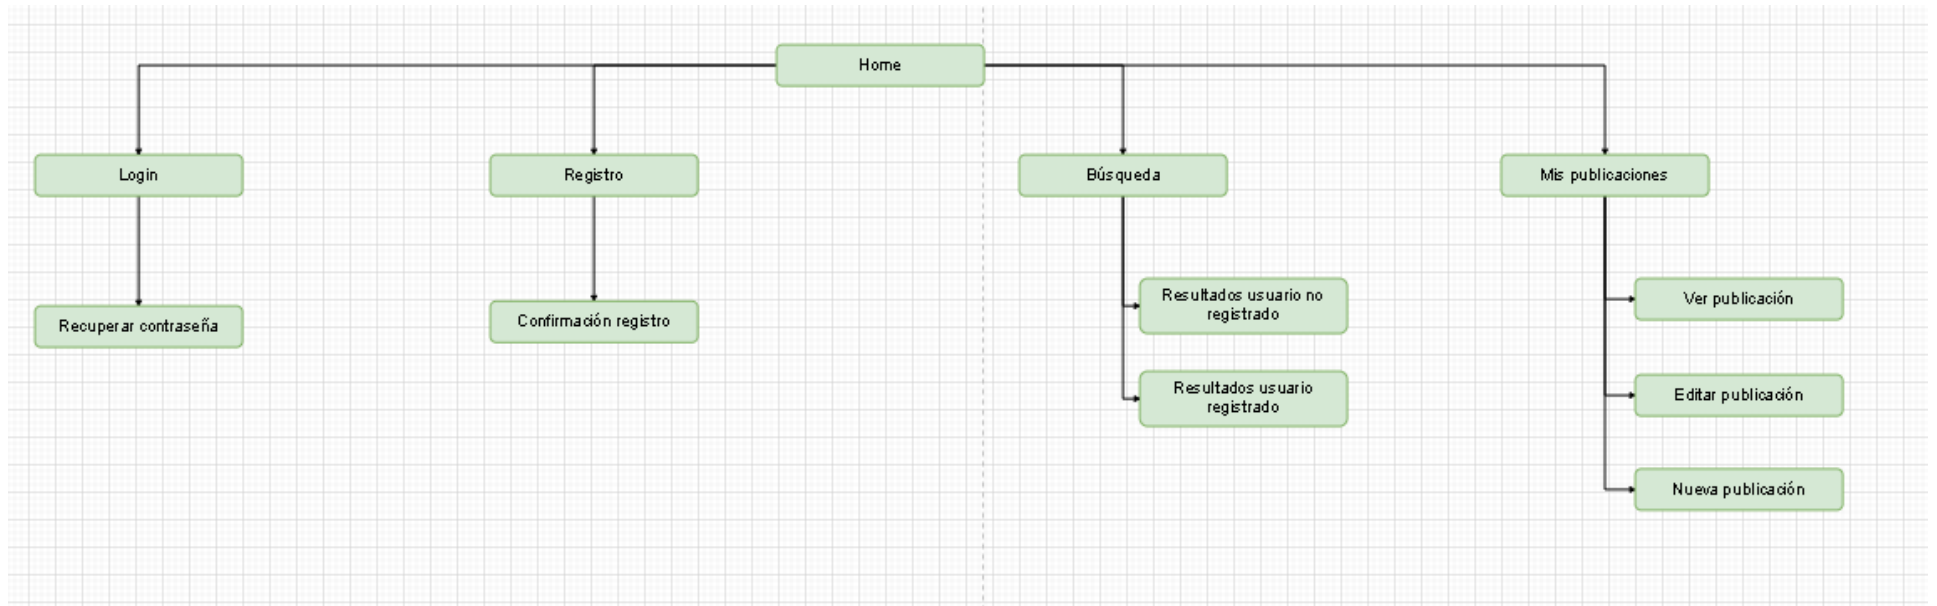 Home
Login
Registro
Búsqueda
Mis publicaciones
Recuperar contraseña
Confirmación registro
Resultados usuario no
registrado
Resultados usuario
registrado
Ver publicación
Editar publicación
Nueva publicación